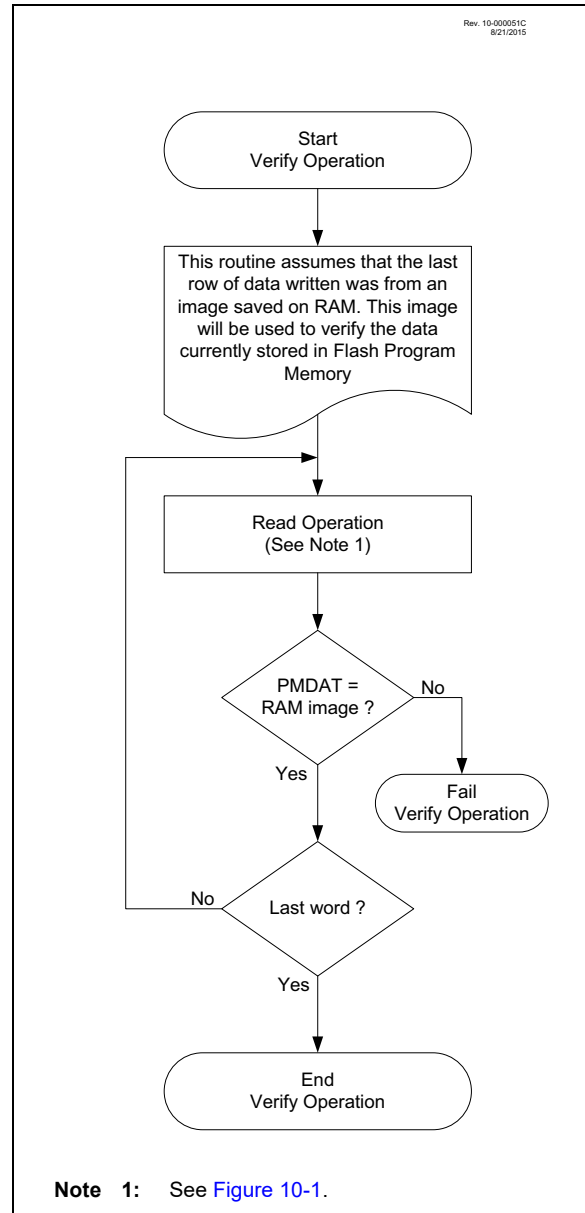 Rev. 10-000051C
8/21/2015
Start
Verify Operation
This routine assumes that the last
row of data written was from an
image saved on RAM. This image
will be used to verify the data
currently stored in Flash Program
Memory
Read Operation
(See Note 1)
PMDAT =
RAM image ?
No
Yes
Fail
Verify Operation
No
Last word ?
Yes
End
Verify Operation
Note 1: See Figure 10-1.